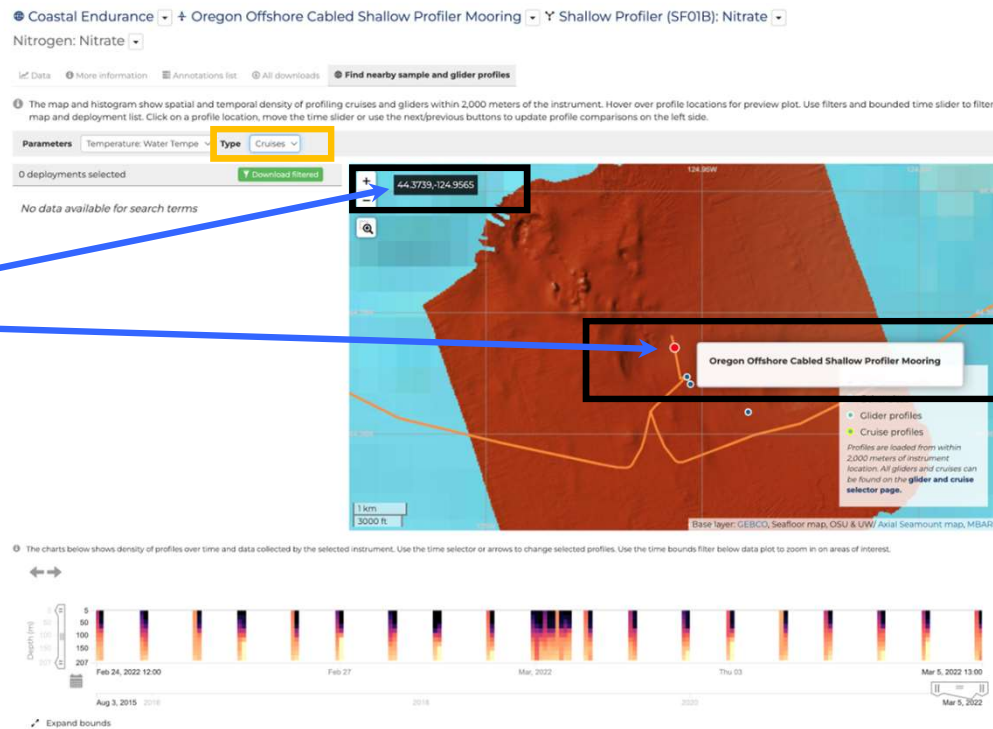 Coastal Endurance Oregon Offshore Cabled Shallow Profiler Mooring Shallow Profiler (SF01B): Nitrate
Nitrogen: Nitrate
Data More information Annotations list All downloads Find nearby sample and glider profiles
The map and histogram show spatial and temporal density of profiling cruises and gliders within 2,000 meters of the instrument. Hover over profile locations for preview plot. Use filters and bounded time slider to filter
map and deployment list. Click on a profile location, move the time slider or use the next/previous buttons to update profile comparisons on the left side.
Parameters Temperature: Water Tempe Type Cruises
0 deployments selected Download filtered
No data available for search terms
+
44.3739,-124.9565
−
124.96W
Oregon Offshore Cabled Shallow Profiler Mooring
Glider profiles
Cruise profiles
Profiles are loaded from within
2,000 meters of instrument
location. All gliders and cruises can
be found on the glider and cruise
selector page.
1 km
3000 ft
Base layer: GEBCO, Seafloor map, OSU & UW/ Axial Seamount map, MBAR
The charts below shows density of profiles over time and data collected by the selected instrument. Use the time selector or arrows to change selected profiles. Use the time bounds filter below data plot to zoom in on areas of interest.
Depth (m)
0 5
50 50
100 100
150 150
207 207
Feb 24, 2022 12:00 Feb 27 Mar, 2022 Thu 03 Mar 5, 2022 13:00
Aug 3, 2015 2016 2018 2020 Mar 5, 2022
Expand bounds